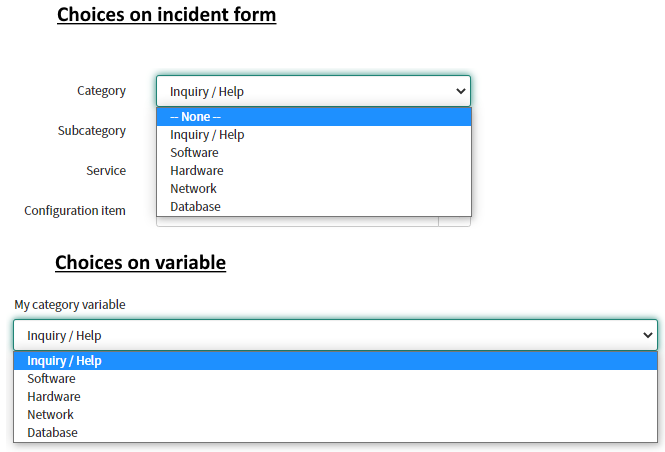 Choices on incident form
Category
Inquiry / Help
-- None --
Inquiry / Help
Software
Hardware
Network
Database
Subcategory
Service
Configuration item
Choices on variable
My category variable
Inquiry / Help
Inquiry / Help
Software
Hardware
Network
Database